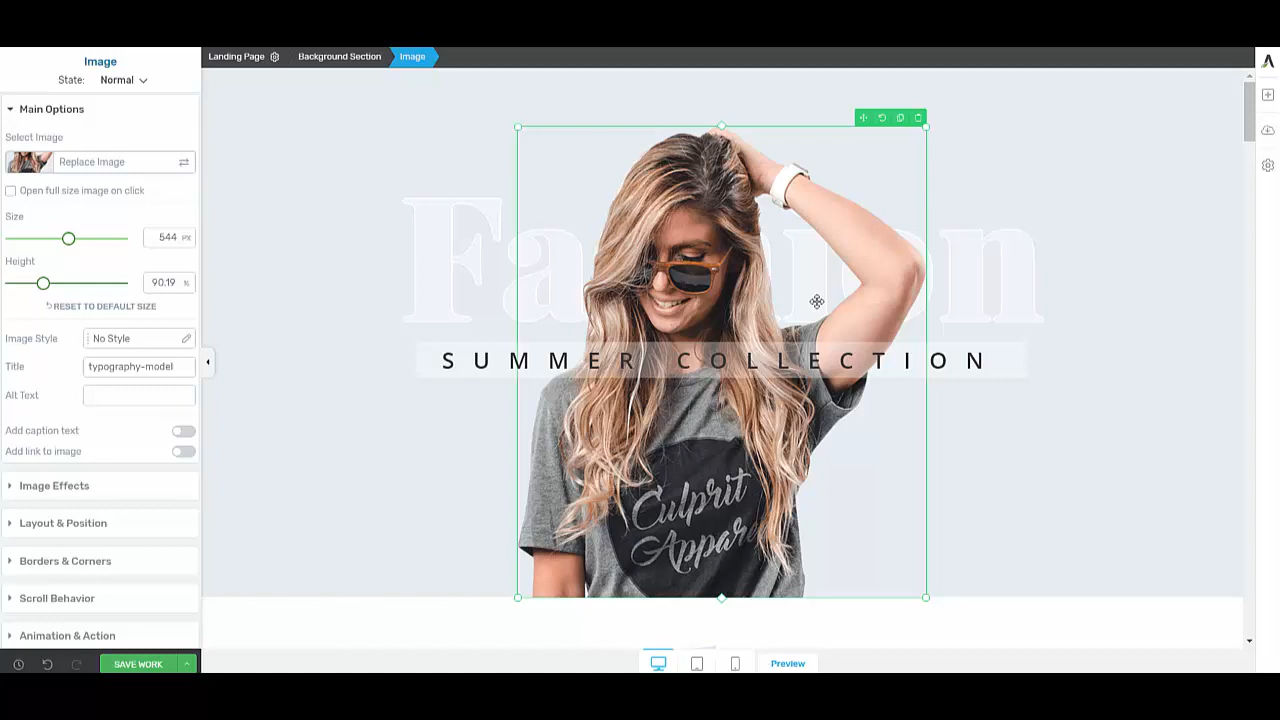 Image
State: Normal
Landing Page
Background Section
Image
Main Options
Select Image
Replace Image
Open full size image on click
Size
544 PX
Height
90.19 %
RESET TO DEFAULT SIZE
Image Style
No Style
Title
typography-model
Alt Text
Add caption text
Add link to image
Image Effects
Layout & Position
Borders & Corners
Scroll Behavior
Animation & Action
SAVE WORK
SUMMER COLLECTION
Culprit
Preview